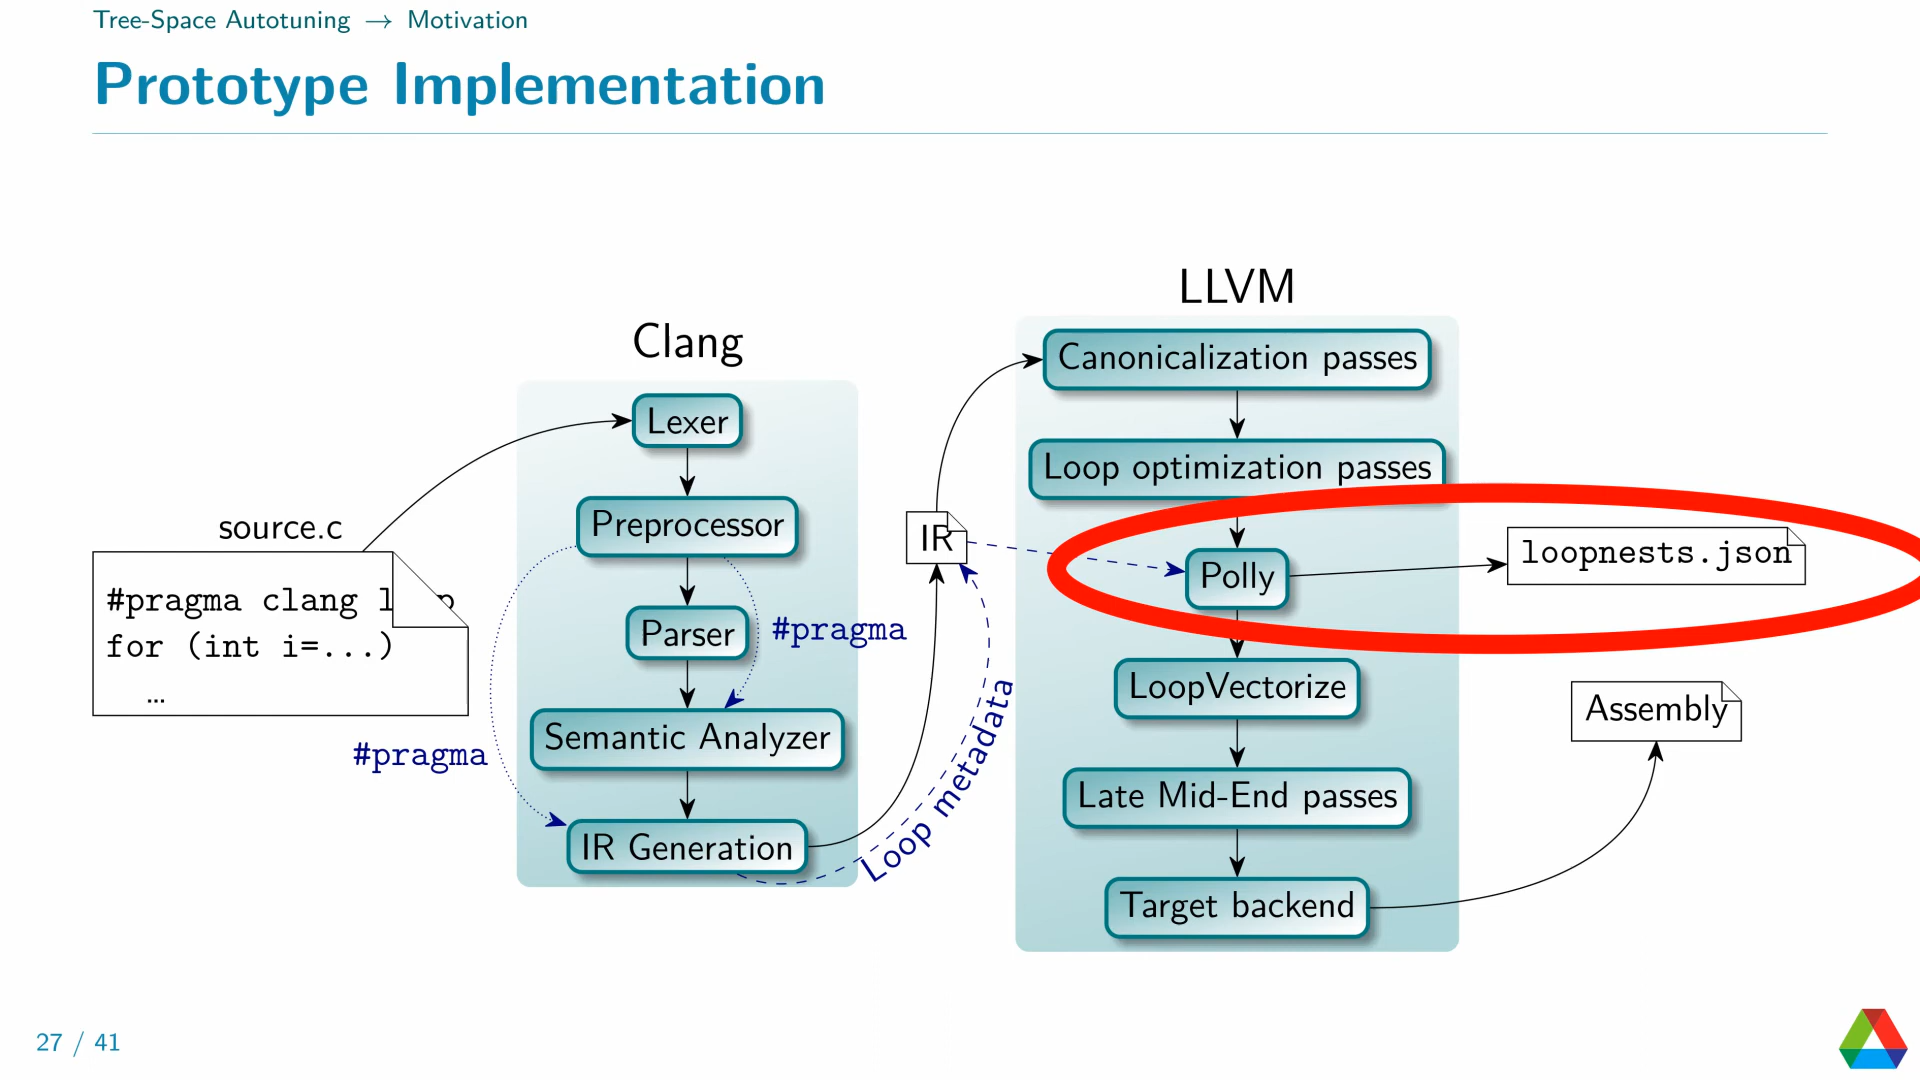 Tree-Space Autotuning → Motivation
Prototype Implementation
source.c
#pragma clang l p
for (int i=...)
…
Clang
Lexer
Preprocessor
Parser
Semantic Analyzer
IR Generation
#pragma
#pragma
IR
Loop metadata
LLVM
Canonicalization passes
Loop optimization passes
Polly
LoopVectorize
Late Mid-End passes
Target backend
loopnests.json
Assembly
27 / 41